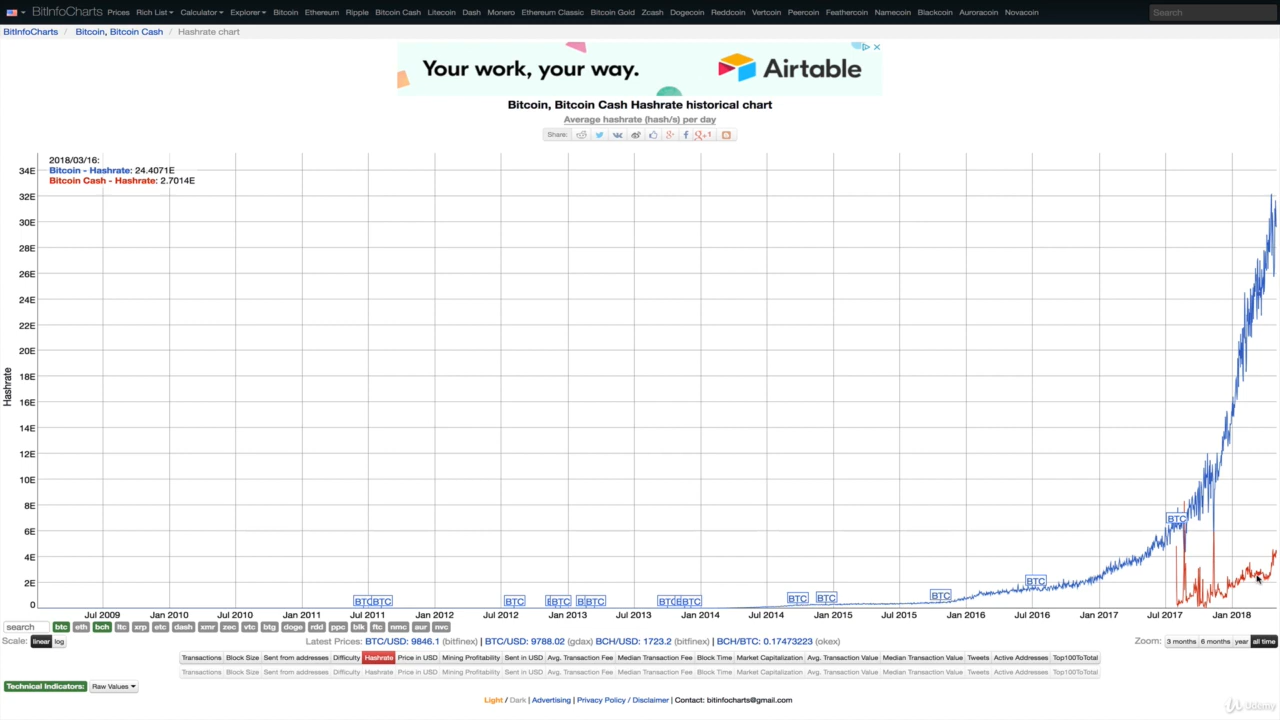 BitInfoCharts Prices Rich List Calculator Explorer Bitcoin Ethereum Ripple Bitcoin Cash Litecoin Dash Monero Ethereum Classic Bitcoin Gold Zcash Dogecoin Reddcoin Vertcoin Peercoin Feathercoin Namecoin Blackcoin Auroracoin Novacoin Search
BitInfoCharts / Bitcoin, Bitcoin Cash / Hashrate chart
Your work, your way. Airtable
Bitcoin, Bitcoin Cash Hashrate historical chart
Average hashrate (hash/s) per day
Share: +1
2018/03/16:
Bitcoin - Hashrate: 24.4071E
Bitcoin Cash - Hashrate: 2.7014E
34E
32E
30E
28E
26E
24E
22E
20E
18E
16E
14E
12E
10E
8E
6E
4E
2E
0
Hashrate
BTC
BTC
BTC
BTC BTC BTC BTC BTC BTC BTC
Jul 2009 Jan 2010 Jul 2010 Jan 2011 Jul 2011 Jan 2012 Jul 2012 Jan 2013 Jul 2013 Jan 2014 Jul 2014 Jan 2015 Jul 2015 Jan 2016 Jul 2016 Jan 2017 Jul 2017 Jan 2018
search btc eth bch ltc xrp etc dash xmr zec vtc btg doge rdd ppc blk ftc nmc aur nvc
Scale: linear log Latest Prices: BTC/USD: 9846.1 (bitfinex) | BTC/USD: 9788.02 (gdax) BCH/USD: 1723.2 (bitfinex) | BCH/BTC: 0.17473223 (okex) Zoom: 3 months 6 months year all time
Transactions Block Size Sent from addresses Difficulty Hashrate Price in USD Mining Profitability Sent in USD Avg. Transaction Fee Median Transaction Fee Block Time Market Capitalization Avg. Transaction Value Median Transaction Value Tweets Active Addresses Top100ToTotal
Transactions Block Size Sent from addresses Difficulty Hashrate Price in USD Mining Profitability Sent in USD Avg. Transaction Fee Median Transaction Fee Block Time Market Capitalization Avg. Transaction Value Median Transaction Value Tweets Active Addresses Top100ToTotal
Technical Indicators: Raw Values
Light / Dark | Advertising | Privacy Policy / Disclaimer | Contact: bitinfocharts@gmail.com
Udemy